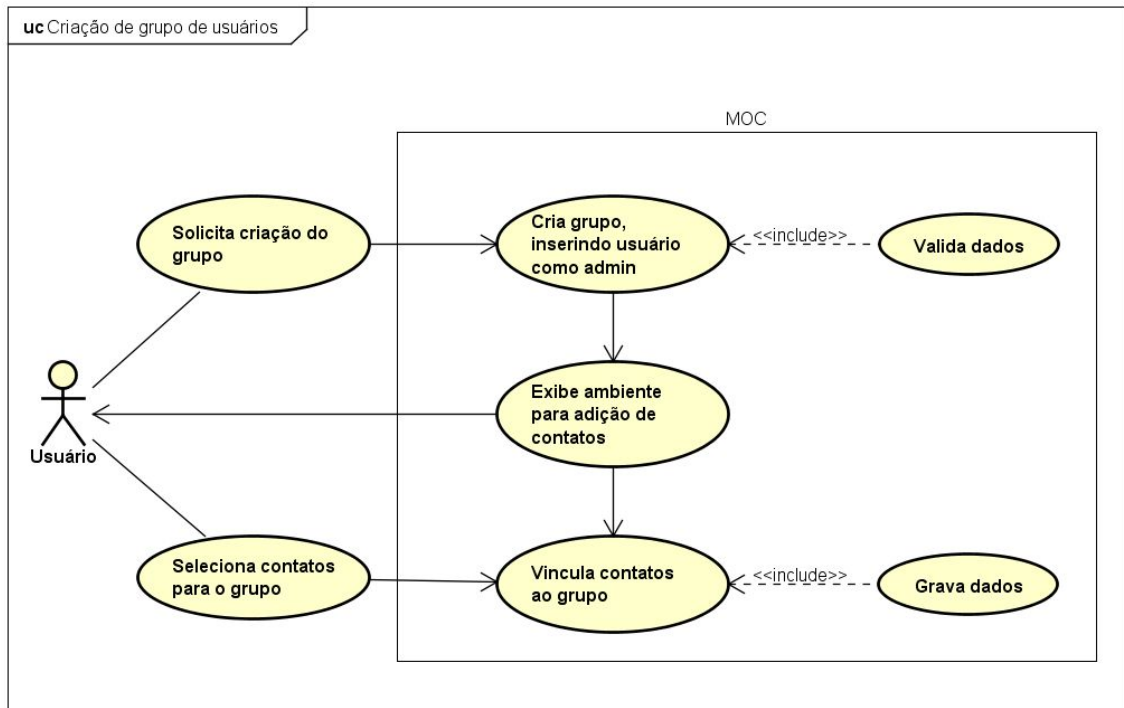 uc Criação de grupo de usuários
MOC
Solicita criação do
grupo
Cria grupo,
inserindo usuário
como admin
<<include>>
Valida dados
Exibe ambiente
para adição de
contatos
Usuário
Seleciona contatos
para o grupo
Vincula contatos
ao grupo
<<include>>
Grava dados